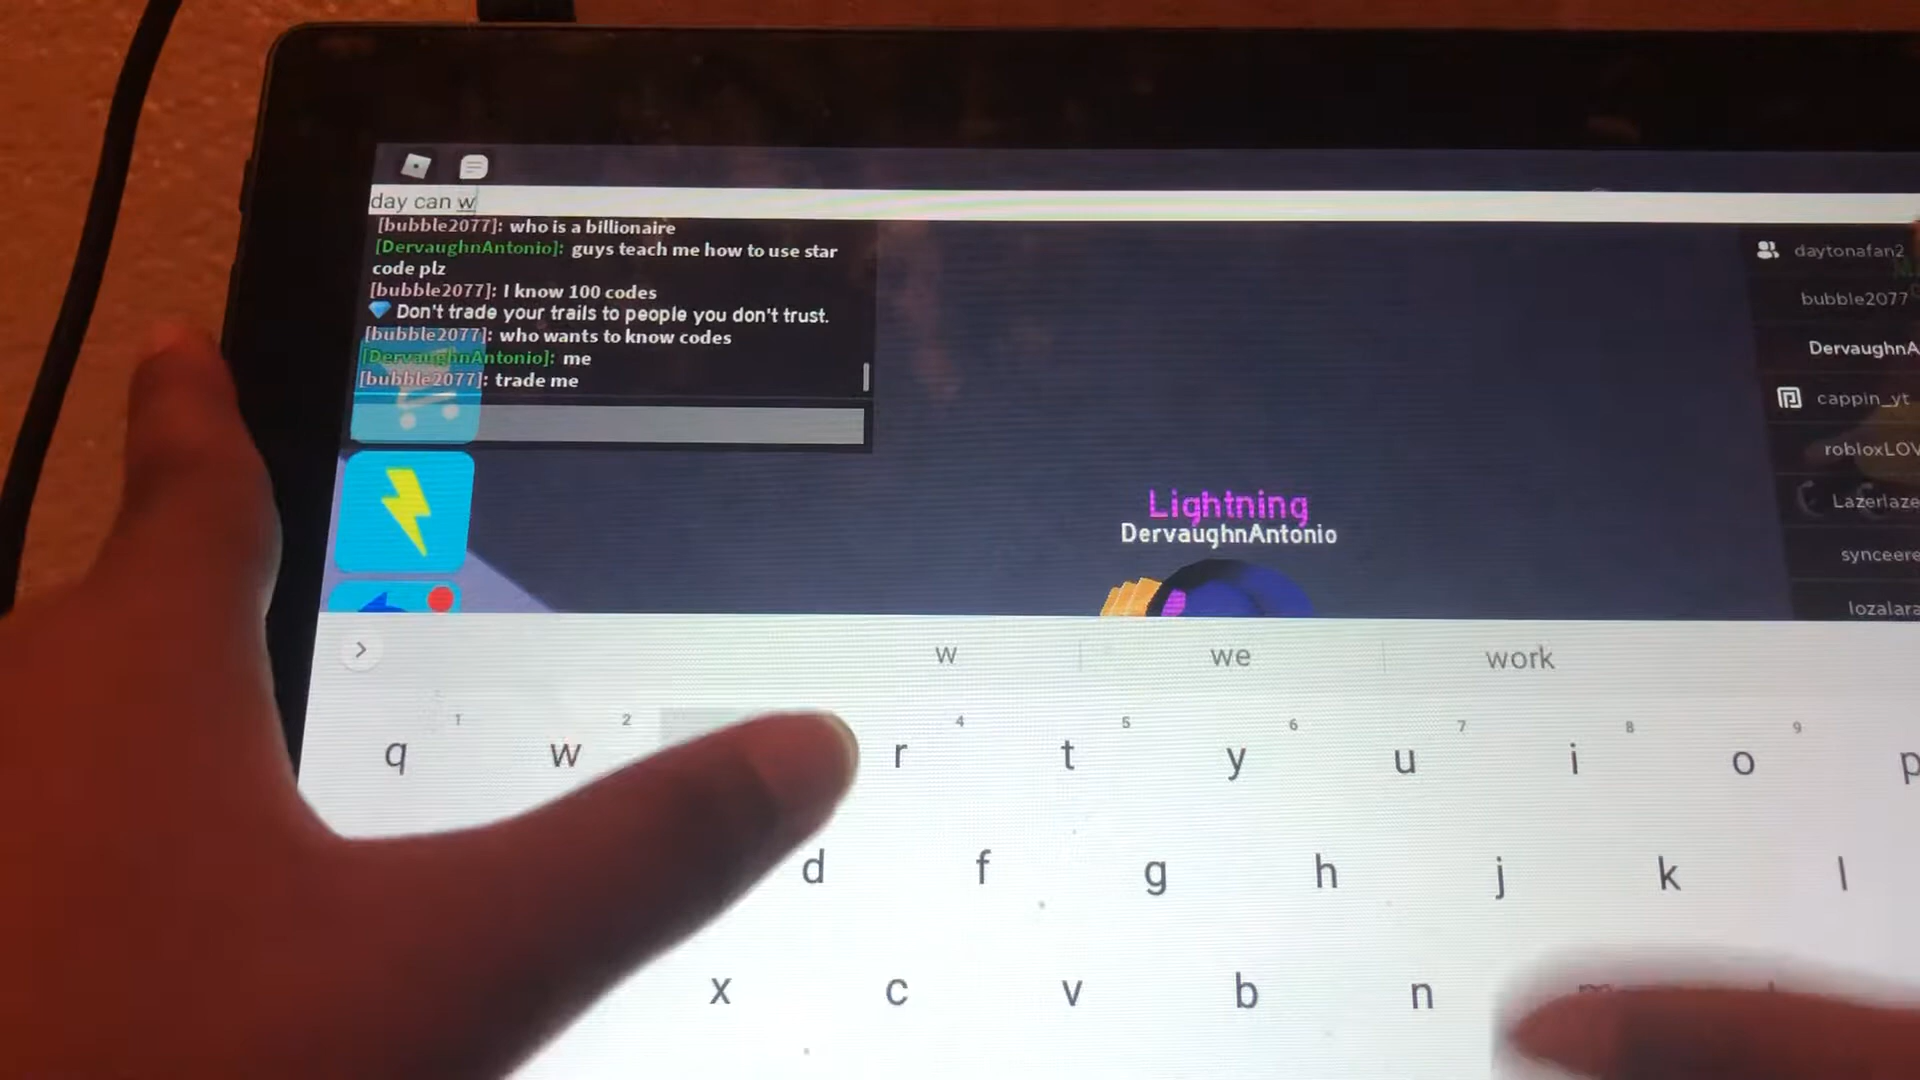 day can w
[bubble2077]: who is a billionaire
[DervaughnAntonio]: guys teach me how to use star
code plz
[bubble2077]: I know 100 codes
Don't trade your trails to people you don't trust.
[bubble2077]: who wants to know codes
[DervaughnAntonio]: me
[bubble2077]: trade me
daytonafan2
bubble2077
DervaughnA
cappin_yt
robloxLOV
Lazerlaze
synceere
lozalara
Lightning
DervaughnAntonio
w we work
1 2 4 5 6 7 8 9
q w r t y u i o p
d f g h j k l
x c v b n